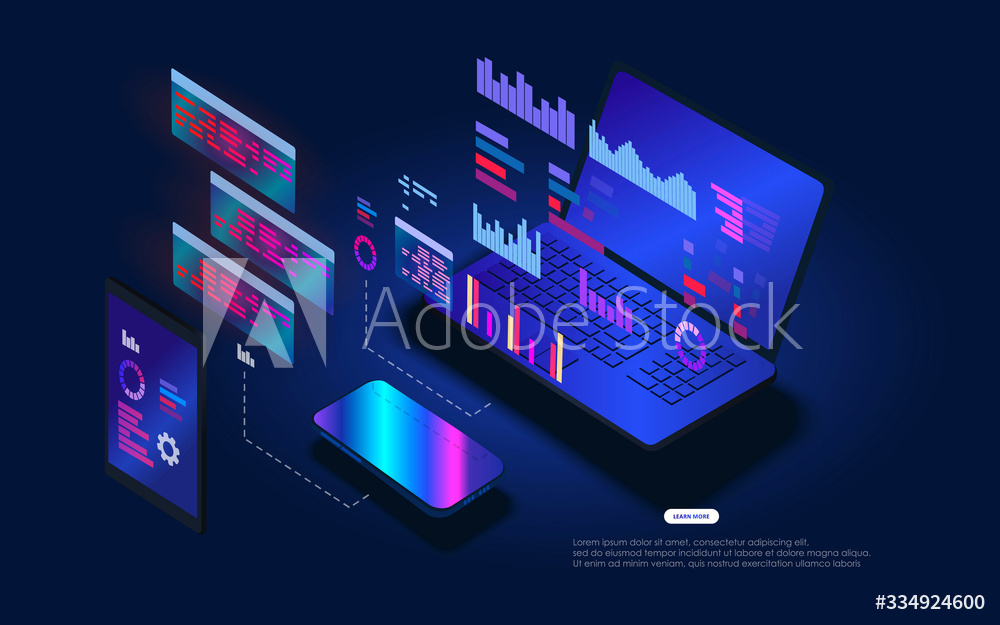 Adobe Stock
LEARN MORE
Lorem ipsum dolor sit amet, consectetur adipiscing elit,
sed do eiusmod tempor incididunt ut labore et dolore magna aliqua.
Ut enim ad minim veniam, quis nostrud exercitation ullamco laboris
#334924600